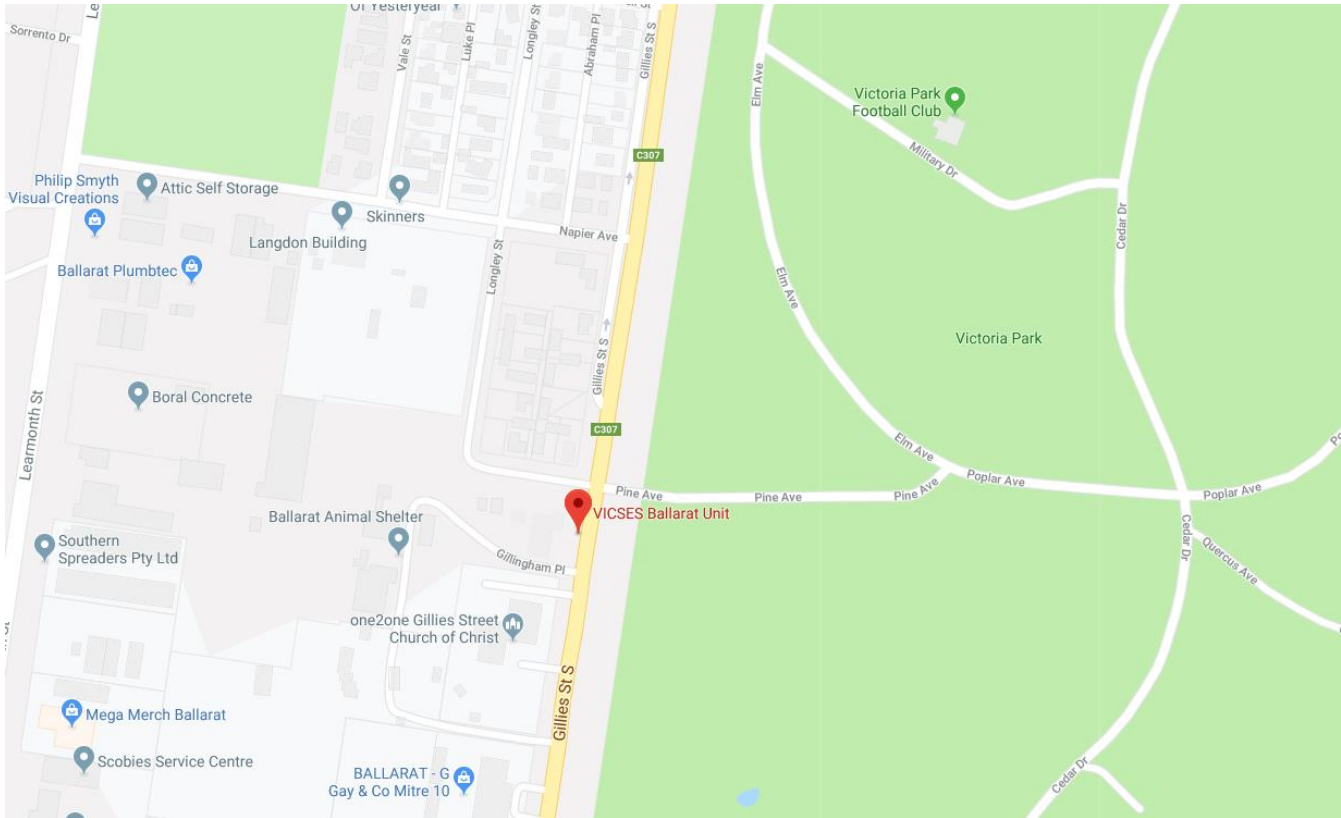 Of Yesteryear
Sorrento Dr
Le
Vale St
Luke Pl
Longley St
Abraham Pl
Gillies St S
C307
Elm Ave
Victoria Park
Football Club
Military Dr
Cedar Dr
Philip Smyth
Visual Creations
Attic Self Storage
Skinners
Langdon Building
Napier Ave
Longley St
Ballarat Plumbtec
Elm Ave
Victoria Park
Gillies St S
Boral Concrete
Learmonth St
C307
Elm Ave
Poplar Ave
Poplar Ave
Po
Pine Ave
Pine Ave
Pine Ave
VICSES Ballarat Unit
Ballarat Animal Shelter
Gillingham Pl
Cedar Dr
Quercus Ave
Southern
Spreaders Pty Ltd
one2one Gillies Street
Church of Christ
Gillies St S
Mega Merch Ballarat
Scobies Service Centre
BALLARAT - G
Gay & Co Mitre 10
Cedar Dr